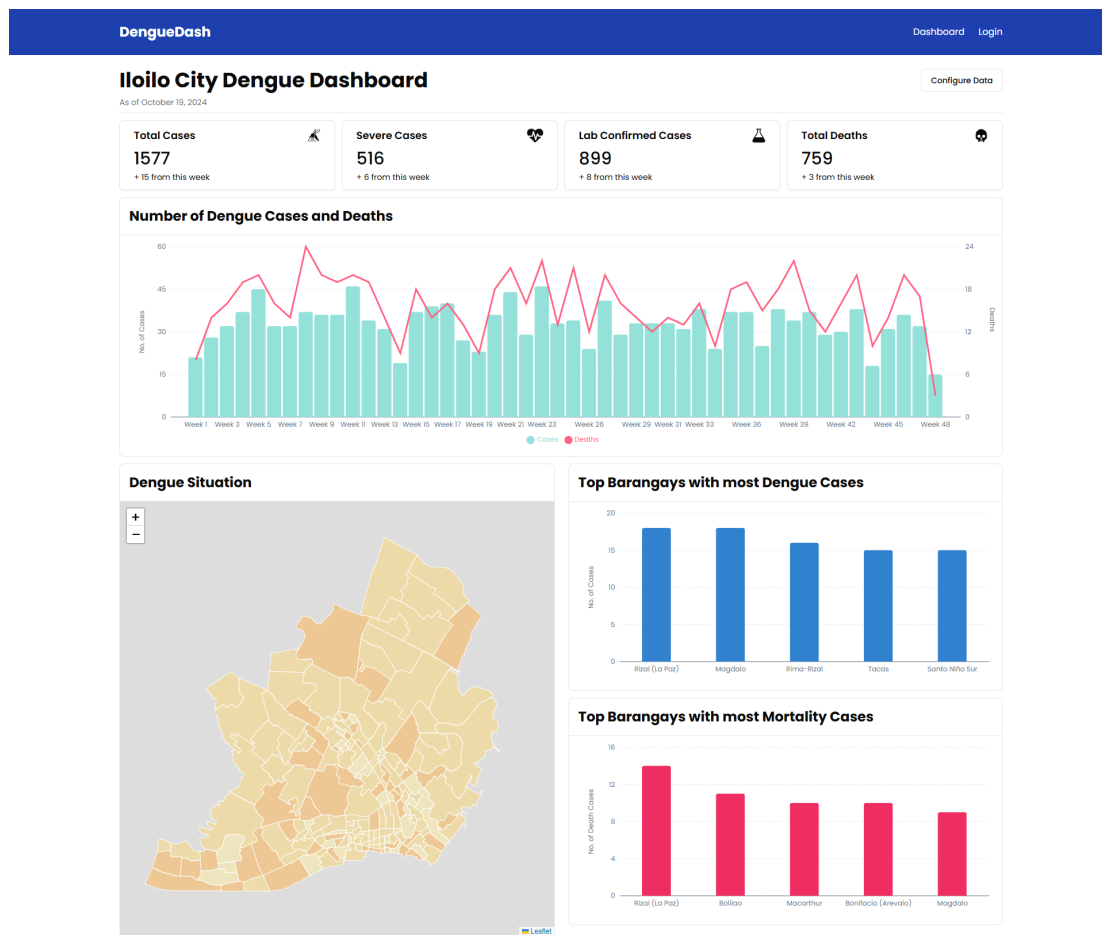 DengueDash
Dashboard Login
Iloilo City Dengue Dashboard
Configure Data
As of October 19, 2024
Total Cases
1577
+ 15 from this week
Severe Cases
516
+ 6 from this week
Lab Confirmed Cases
899
+ 8 from this week
Total Deaths
759
+ 3 from this week
Number of Dengue Cases and Deaths
No. of Cases
60
45
30
15
0
Deaths
24
18
12
6
0
Week 1 Week 3 Week 5 Week 7 Week 9 Week 11 Week 13 Week 15 Week 17 Week 19 Week 21 Week 23 Week 26 Week 29 Week 31 Week 33 Week 36 Week 39 Week 42 Week 45 Week 48
Cases Deaths
Dengue Situation
+
−
Leaflet
Top Barangays with most Dengue Cases
No. of Cases
20
15
10
5
0
Rizal (La Paz) Magdalo Rima-Rizal Tacas Santo Niño Sur
Top Barangays with most Mortality Cases
No. of Death Cases
16
12
8
4
0
Rizal (La Paz) Bolilao Macarthur Bonifacio (Arevalo) Magdalo